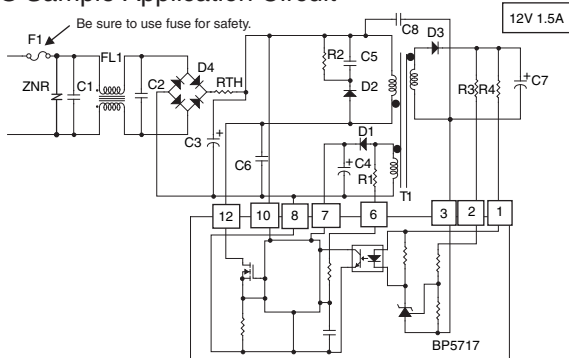 Sample Application Circuit
Be sure to use fuse for safety.
12V 1.5A
F1
ZNR
C1
FL1
C2
D4
RTH
C3
C6
R2
C5
D2
C8
D3
C7
R3
R4
D1
C4
R1
T1
12
10
8
7
6
3
2
1
BP5717